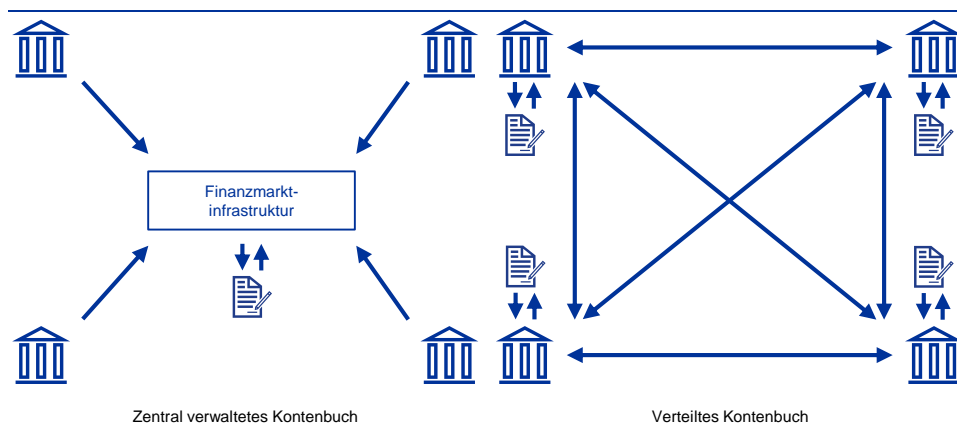 Finanzmarkt-
infrastruktur
Zentral verwaltetes Kontenbuch
Verteiltes Kontenbuch